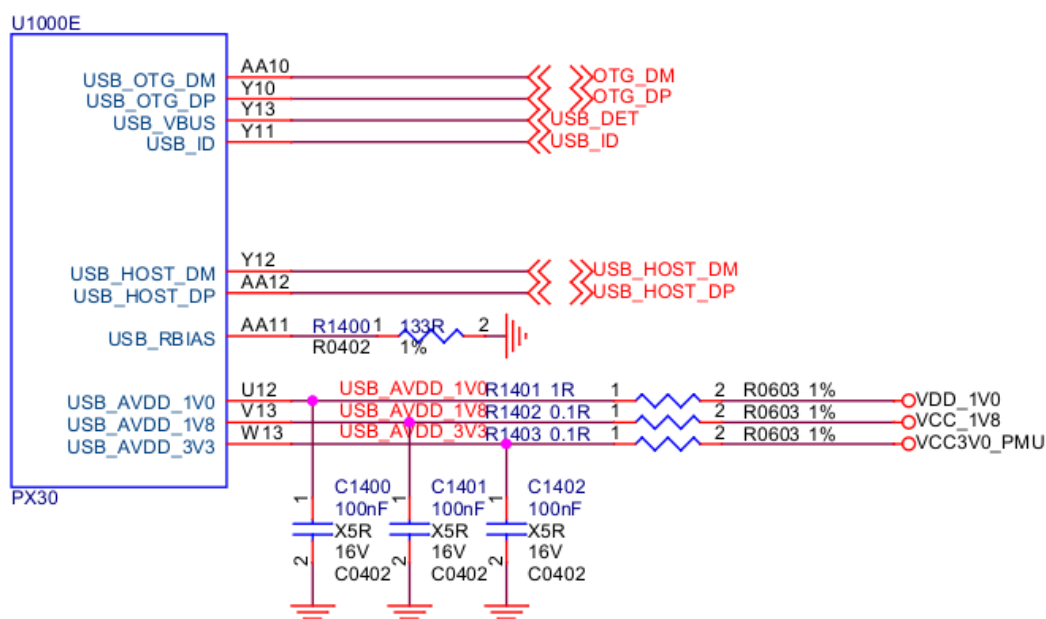 U1000E
USB_OTG_DM AA10 OTG_DM
USB_OTG_DP Y10 OTG_DP
USB_VBUS Y13 USB_DET
USB_ID Y11 USB_ID
USB_HOST_DM Y12 USB_HOST_DM
USB_HOST_DP AA12 USB_HOST_DP
USB_RBIAS AA11 R1400 1 133R 2
R0402 1%
USB_AVDD_1V0 U12 USB_AVDD_1V0 R1401 1R 1 2 R0603 1% VDD_1V0
USB_AVDD_1V8 V13 USB_AVDD_1V8 R1402 0.1R 1 2 R0603 1% VCC_1V8
USB_AVDD_3V3 W13 USB_AVDD_3V3 R1403 0.1R 1 2 R0603 1% VCC3V0_PMU
PX30
1 C1400 1 C1401 1 C1402
100nF 100nF 100nF
X5R X5R X5R
16V 16V 16V
2 C0402 2 C0402 2 C0402